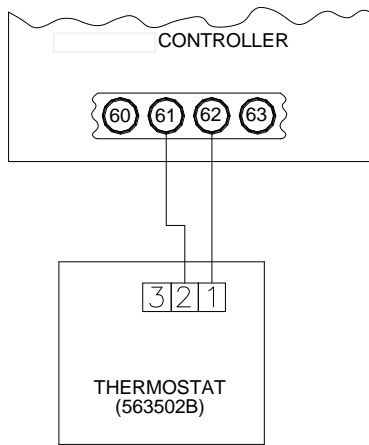 CONTROLLER
60 61 62 63
3 2 1
THERMOSTAT
(563502B)